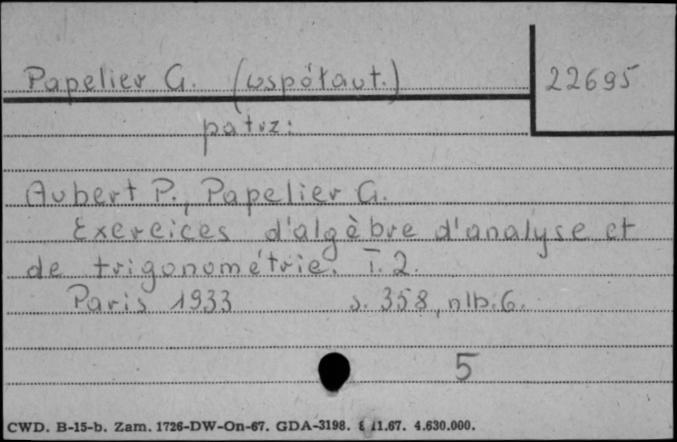 Papelier G. (współaut.) 22695
patrz:
Aubert P., Papelier G.
Exercices d'algèbre d'analyse et
de trigonométrie. T. 2.
Paris 1933 s. 358, nlb. 6.
5
CWD. B-15-b. Zam. 1726-DW-On-67. GDA-3198. 11.67. 4.630.000.